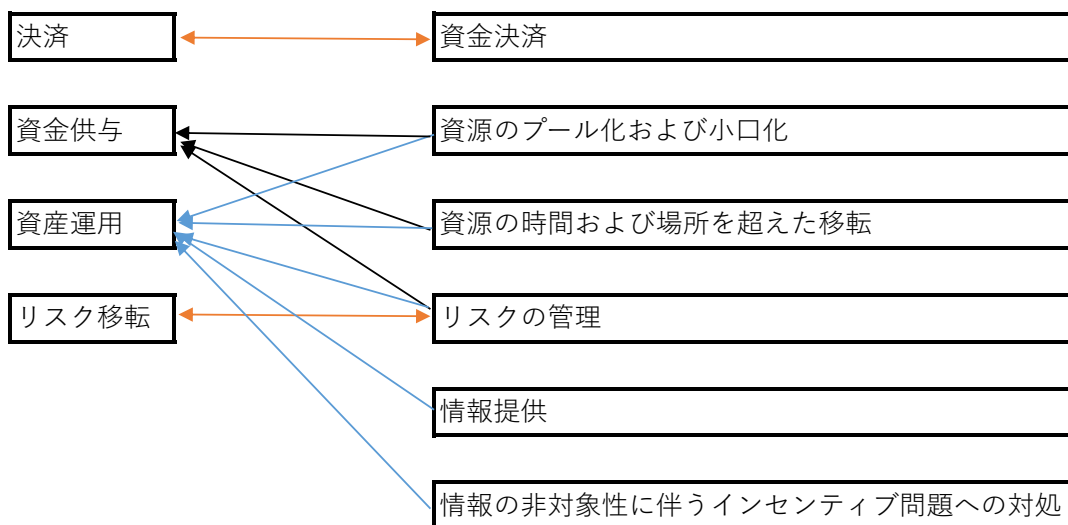 決済
資金決済
資金供与
資源のプール化および小口化
資産運用
資源の時間および場所を超えた移転
リスク移転
リスクの管理
情報提供
情報の非対象性に伴うインセンティブ問題への対処